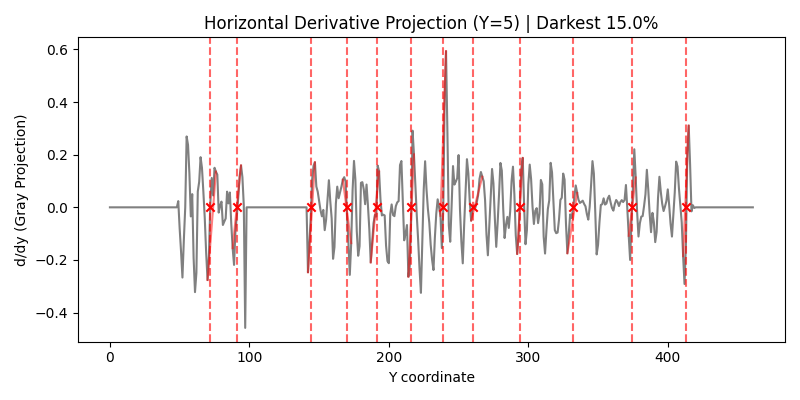 Horizontal Derivative Projection (Y=5) | Darkest 15.0%
d/dy (Gray Projection)
0.6
0.4
0.2
0.0
−0.2
−0.4
0 100 200 300 400
Y coordinate